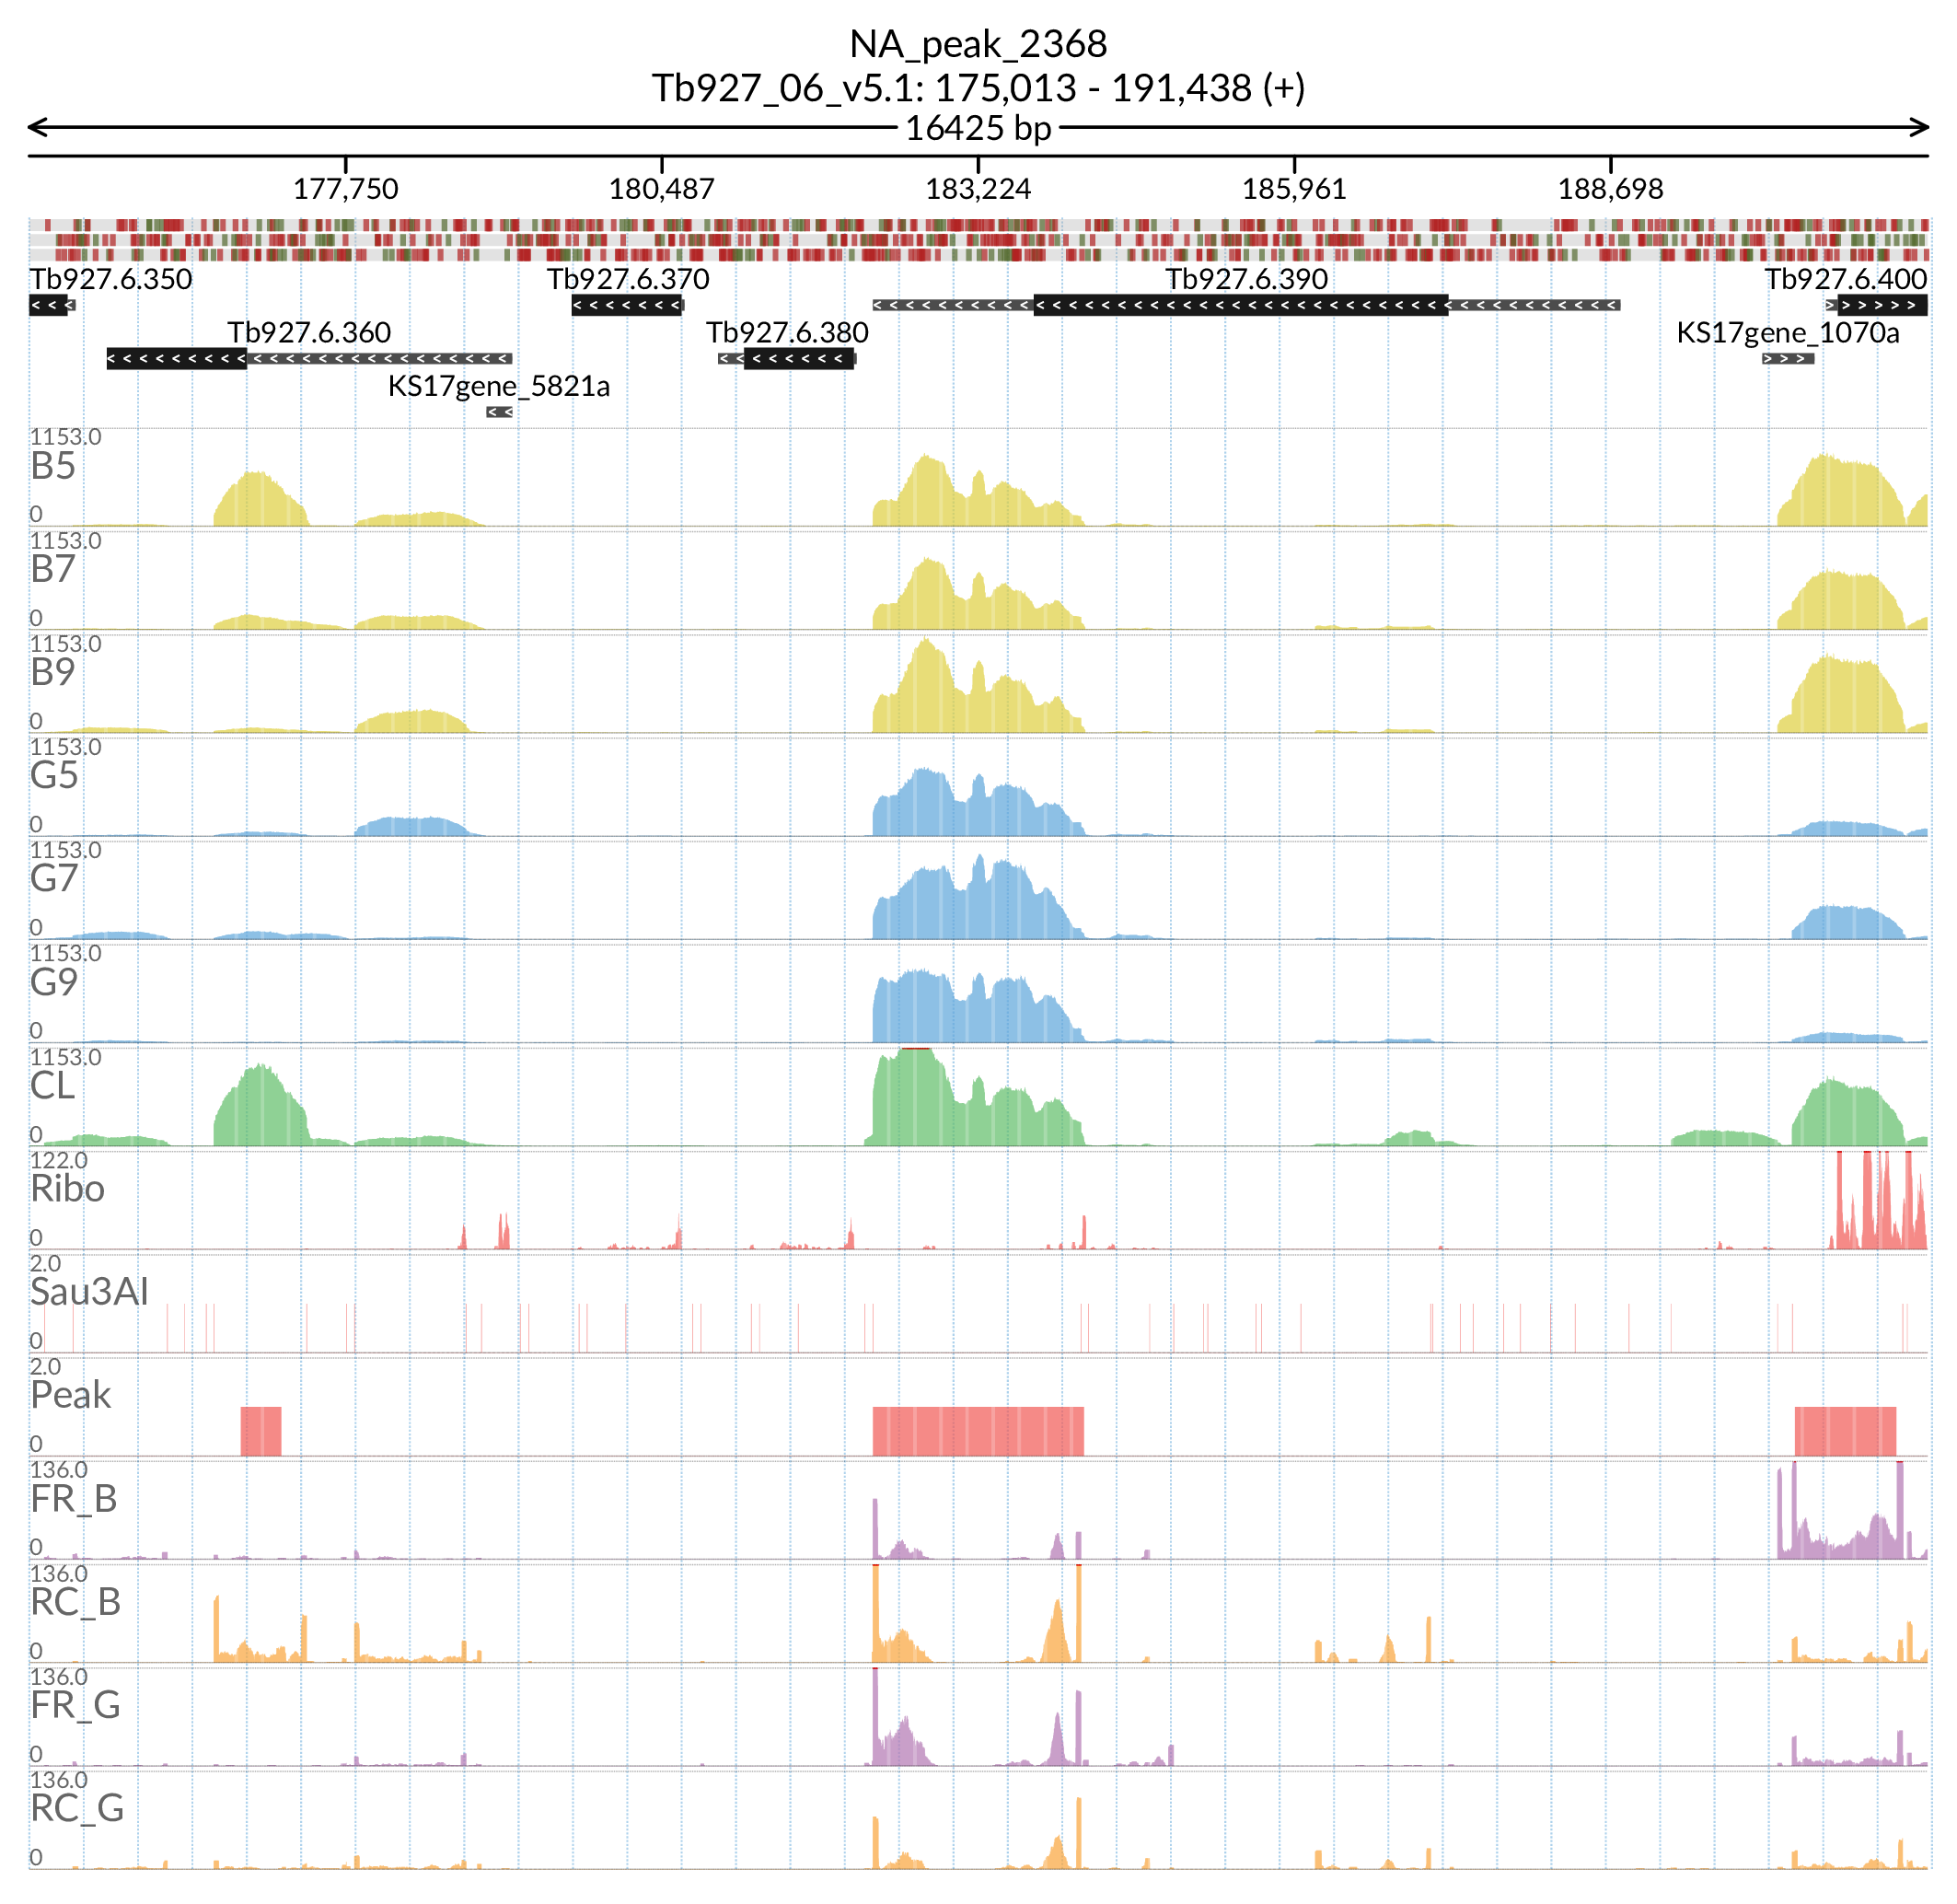 NA_peak_2368
Tb927_06_v5.1: 175,013 - 191,438 (+)
16425 bp
177,750 180,487 183,224 185,961 188,698
Tb927.6.350 Tb927.6.370 Tb927.6.390 Tb927.6.400
Tb927.6.360 Tb927.6.380 KS17gene_1070a
KS17gene_5821a
1153.0
B5
0
1153.0
B7
0
1153.0
B9
0
1153.0
G5
0
1153.0
G7
0
1153.0
G9
0
1153.0
CL
0
122.0
Ribo
0
2.0
Sau3AI
0
2.0
Peak
0
136.0
FR_B
0
136.0
RC_B
0
136.0
FR_G
0
136.0
RC_G
0